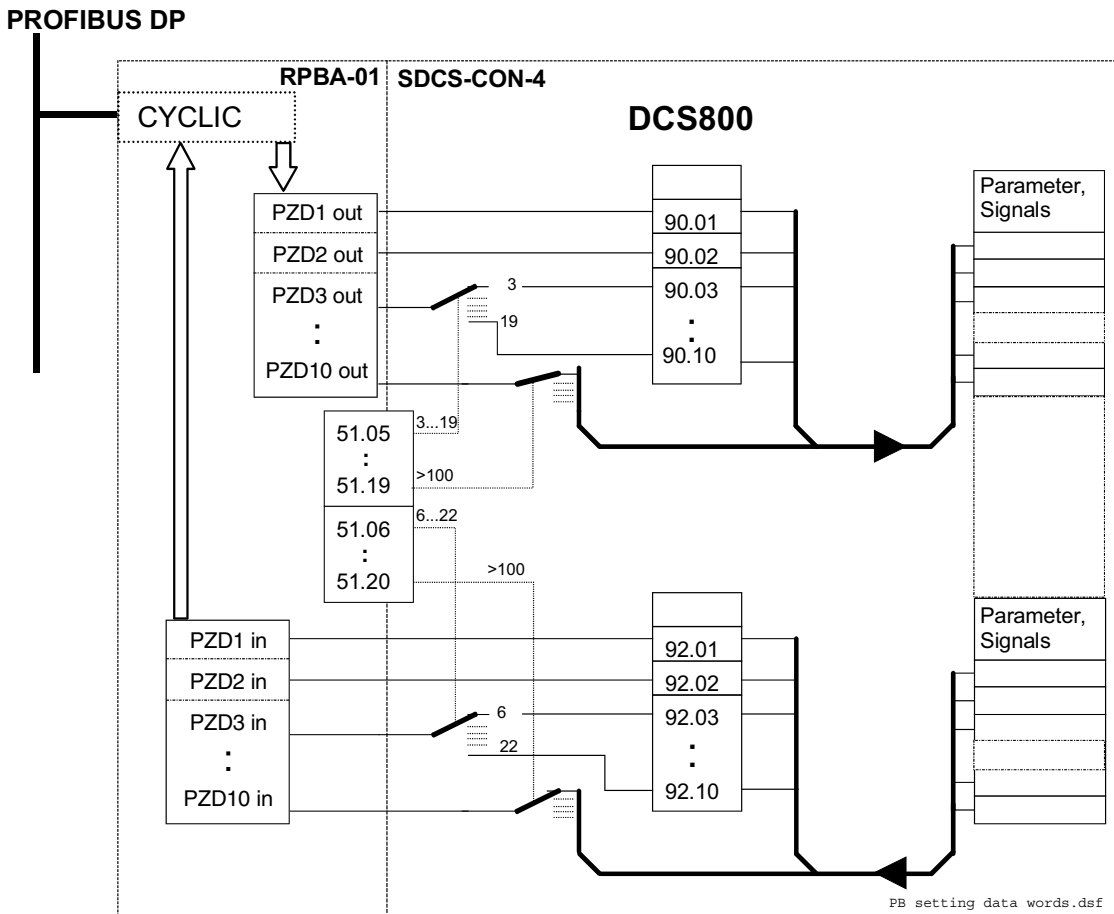 PROFIBUS DP
RPBA-01
SDCS-CON-4
CYCLIC
DCS800
PZD1 out
PZD2 out
PZD3 out
:
PZD10 out
3
19
90.01
90.02
90.03
:
90.10
Parameter,
Signals
51.05
:
51.19
51.06
:
51.20
3...19
>100
6...22
>100
PZD1 in
PZD2 in
PZD3 in
:
PZD10 in
6
22
92.01
92.02
92.03
:
92.10
Parameter,
Signals
PB setting data words.dsf